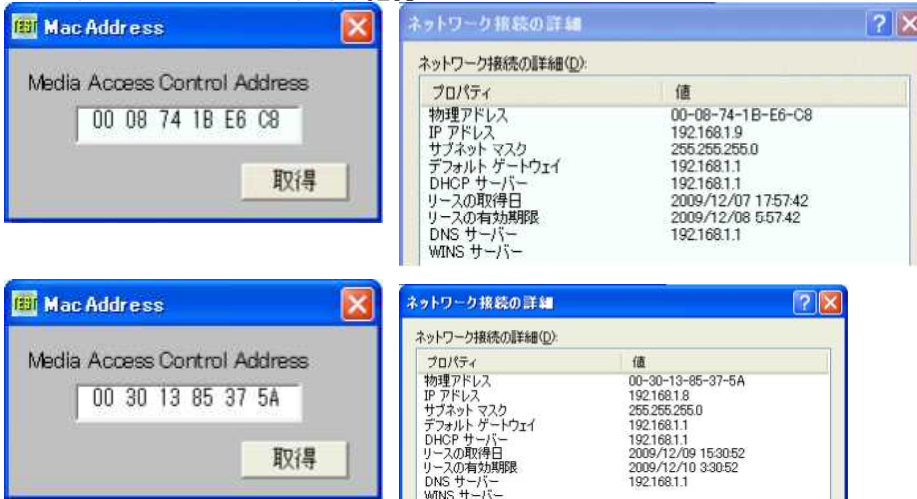 TEST Mac Address
Media Access Control Address
00 08 74 1B E6 C8
取得
ネットワーク接続の詳細
ネットワーク接続の詳細(D):
プロパティ 値
物理アドレス 00-08-74-1B-E6-C8
IP アドレス 192.168.1.9
サブネット マスク 255.255.255.0
デフォルト ゲートウェイ 192.168.1.1
DHCP サーバー 192.168.1.1
リースの取得日 2009/12/07 17:57:42
リースの有効期限 2009/12/08 5:57:42
DNS サーバー 192.168.1.1
WINS サーバー
TEST Mac Address
Media Access Control Address
00 30 13 85 37 5A
取得
ネットワーク接続の詳細
ネットワーク接続の詳細(D):
プロパティ 値
物理アドレス 00-30-13-85-37-5A
IP アドレス 192.168.1.8
サブネット マスク 255.255.255.0
デフォルト ゲートウェイ 192.168.1.1
DHCP サーバー 192.168.1.1
リースの取得日 2009/12/09 15:30:52
リースの有効期限 2009/12/10 3:30:52
DNS サーバー 192.168.1.1
WINS サーバー